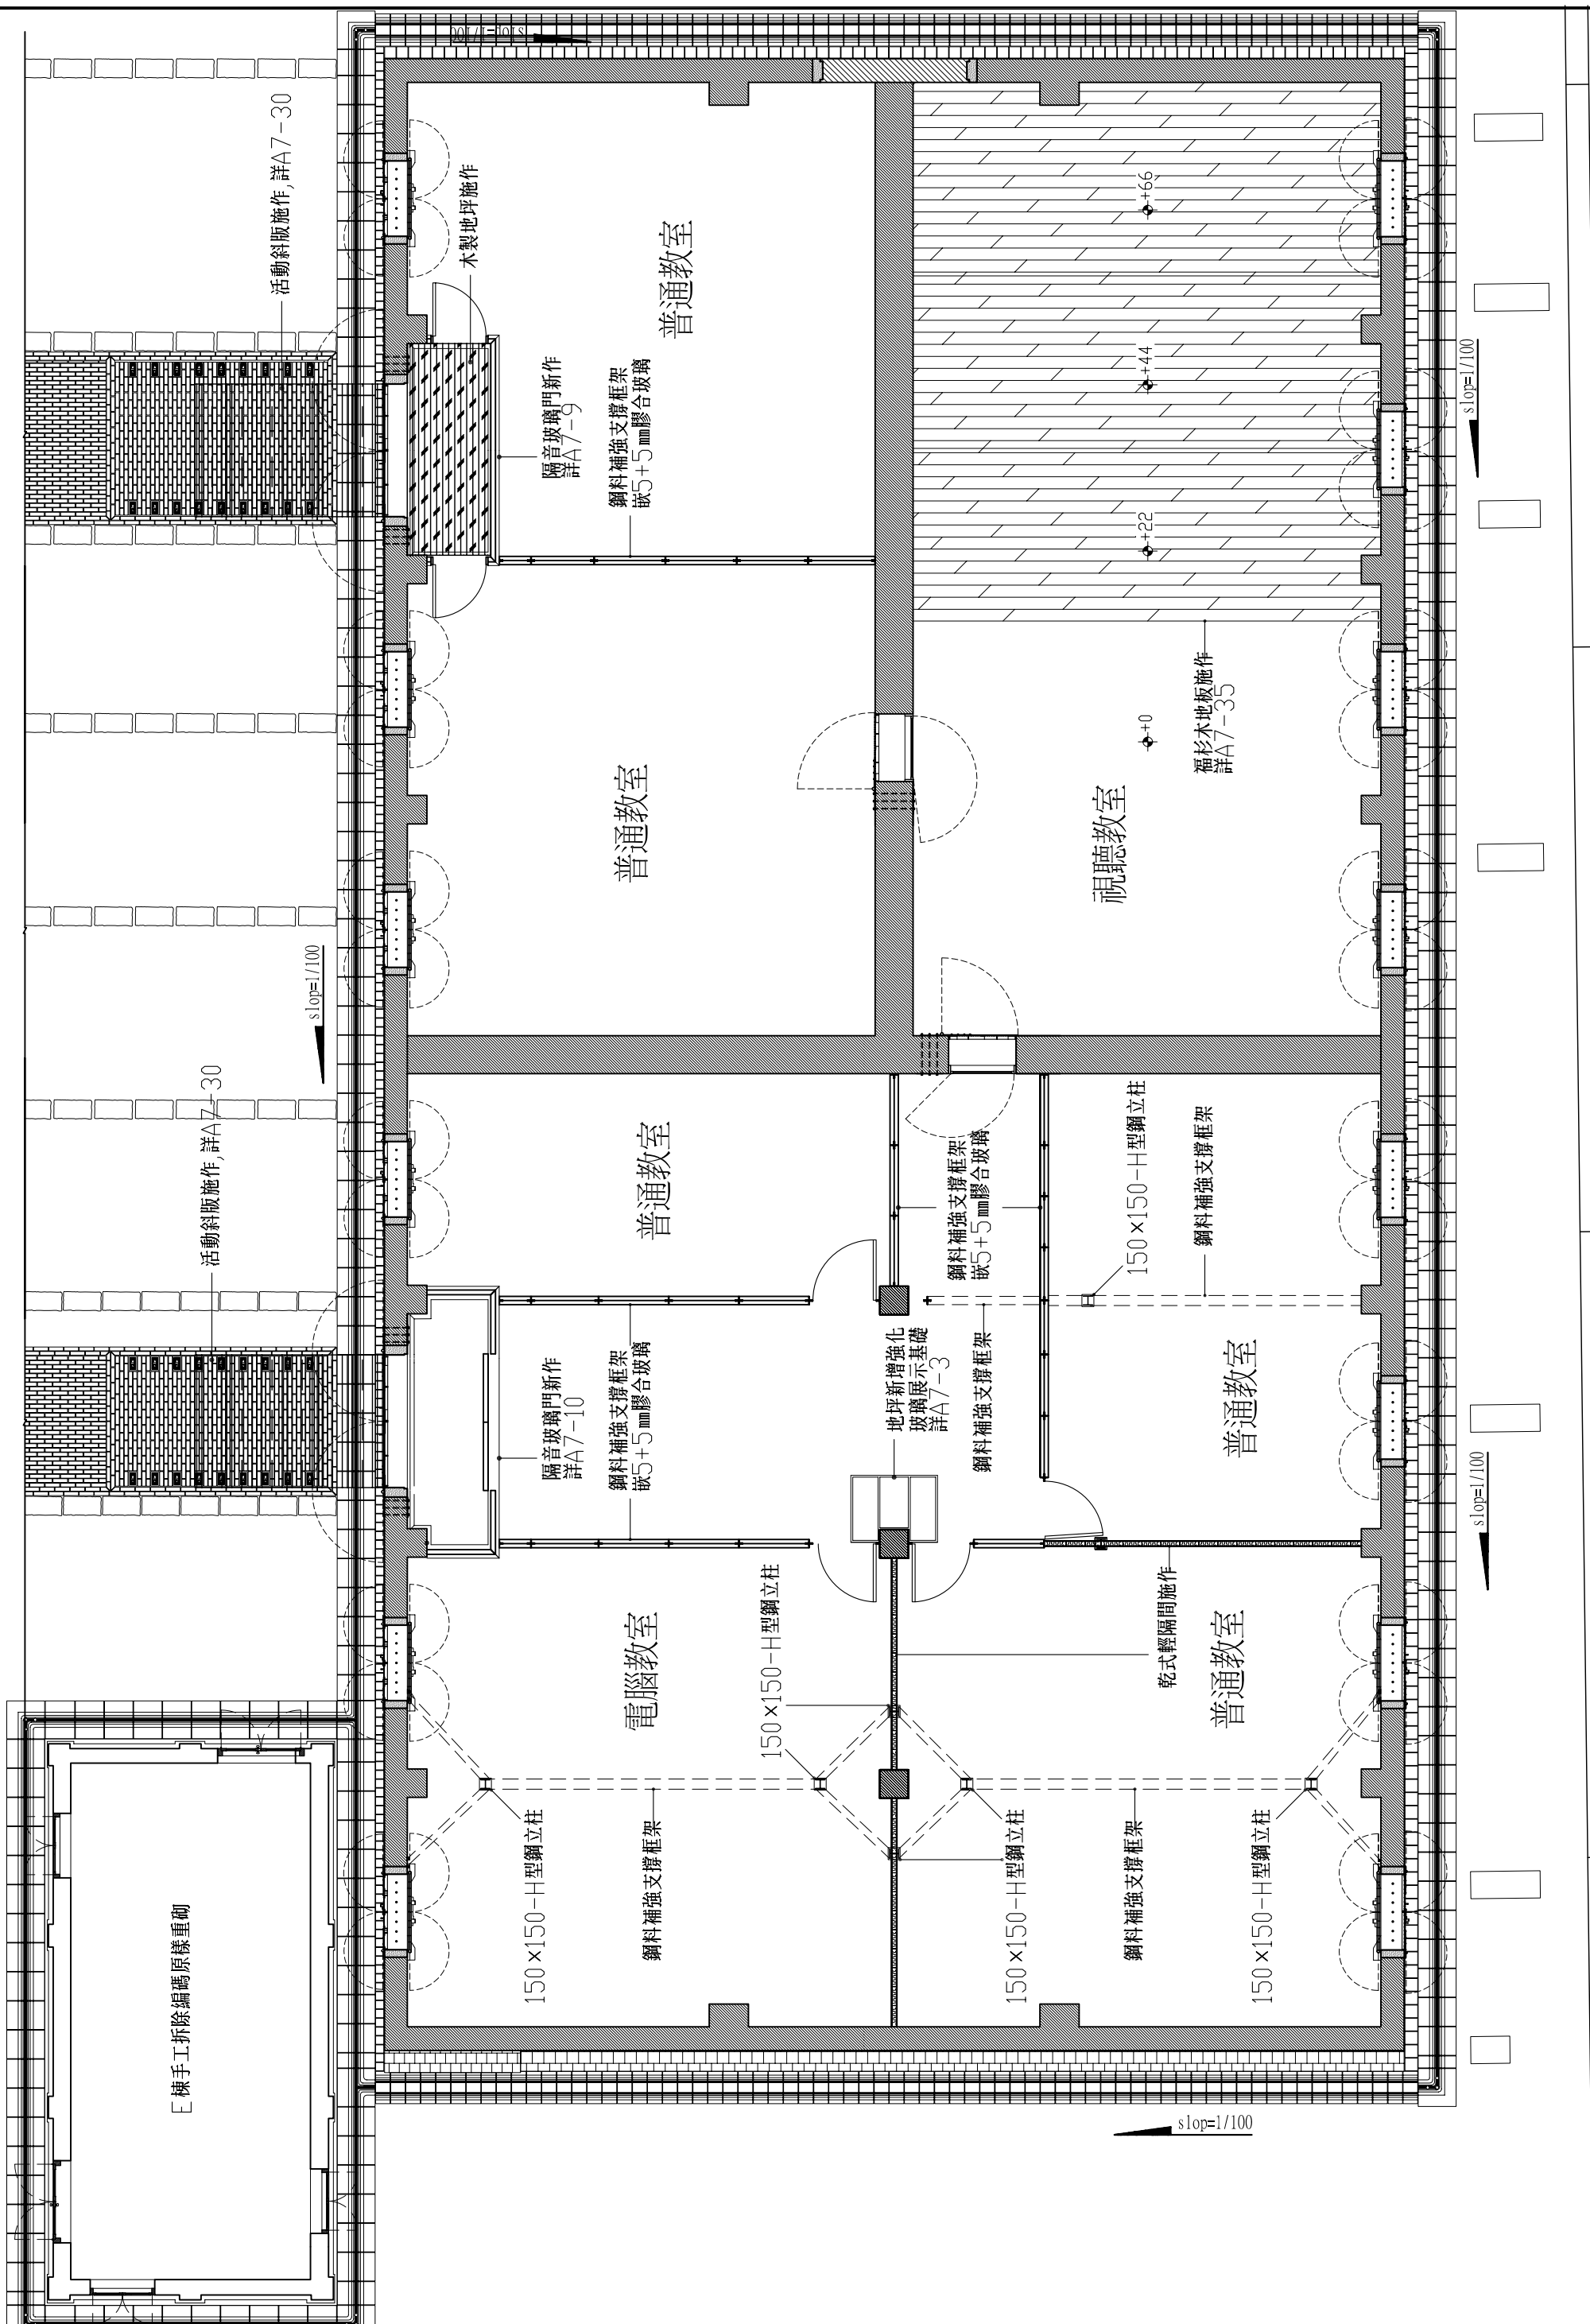 slop=1/100
活動斜版施作,詳A7-30
木製地坪施作
普通教室
隔音玻璃門新作
詳A7-9
鋼料補強支撐框架
嵌5+5㎜膠合玻璃
+66
+44
+22
+0
slop=1/100
福杉木地板施作
詳A7-35
普通教室
視聽教室
slop=1/100
活動斜版施作,詳A7-30
普通教室
鋼料補強支撐框架
嵌5+5㎜膠合玻璃
150×150-H型鋼立柱
鋼料補強支撐框架
隔音玻璃門新作
詳A7-10
鋼料補強支撐框架
嵌5+5㎜膠合玻璃
地坪新增強化
玻璃展示基礎
詳A7-3
鋼料補強支撐框架
普通教室
slop=1/100
電腦教室
150×150-H型鋼立柱
乾式輕隔間施作
普通教室
150×150-H型鋼立柱
鋼料補強支撐框架
150×150-H型鋼立柱
鋼料補強支撐框架
150×150-H型鋼立柱
E棟手工拆除編碼原樣重砌
slop=1/100